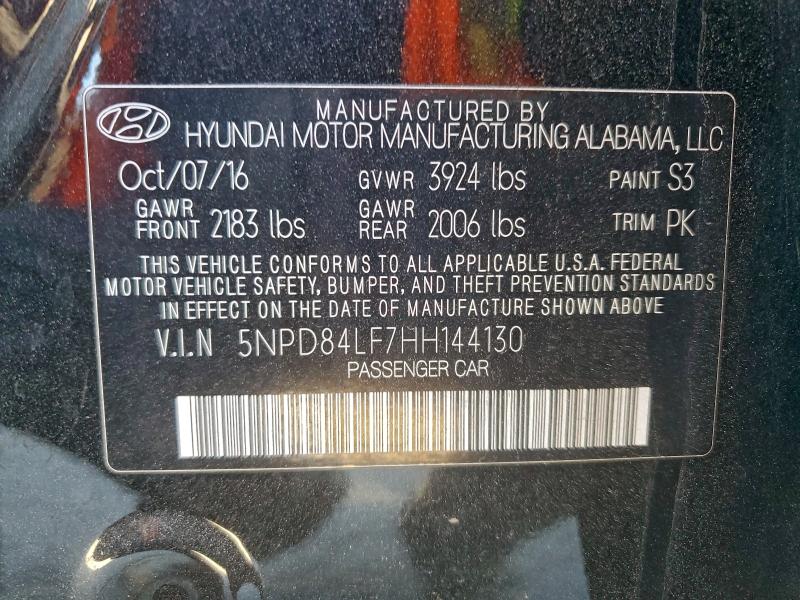 MANUFACTURED BY
HYUNDAI MOTOR MANUFACTURING ALABAMA, LLC
Oct/07/16 GVWR 3924 lbs PAINT S3
GAWR FRONT 2183 lbs GAWR REAR 2006 lbs TRIM PK
THIS VEHICLE CONFORMS TO ALL APPLICABLE U.S.A. FEDERAL
MOTOR VEHICLE SAFETY, BUMPER, AND THEFT PREVENTION STANDARDS
IN EFFECT ON THE DATE OF MANUFACTURE SHOWN ABOVE
V.I.N 5NPD84LF7HH144130
PASSENGER CAR